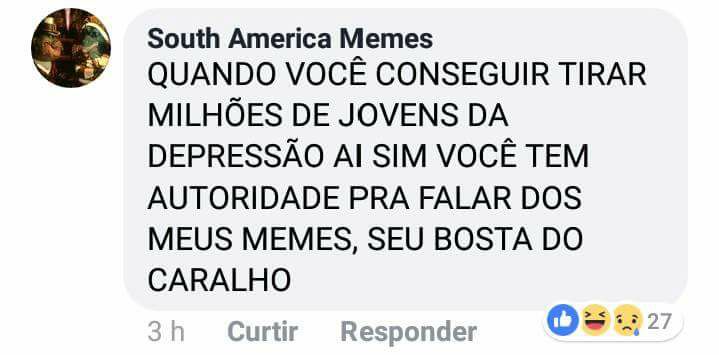 South America Memes
QUANDO VOCÊ CONSEGUIR TIRAR
MILHÕES DE JOVENS DA
DEPRESSÃO AI SIM VOCÊ TEM
AUTORIDADE PRA FALAR DOS
MEUS MEMES, SEU BOSTA DO
CARALHO
3 h Curtir Responder 27